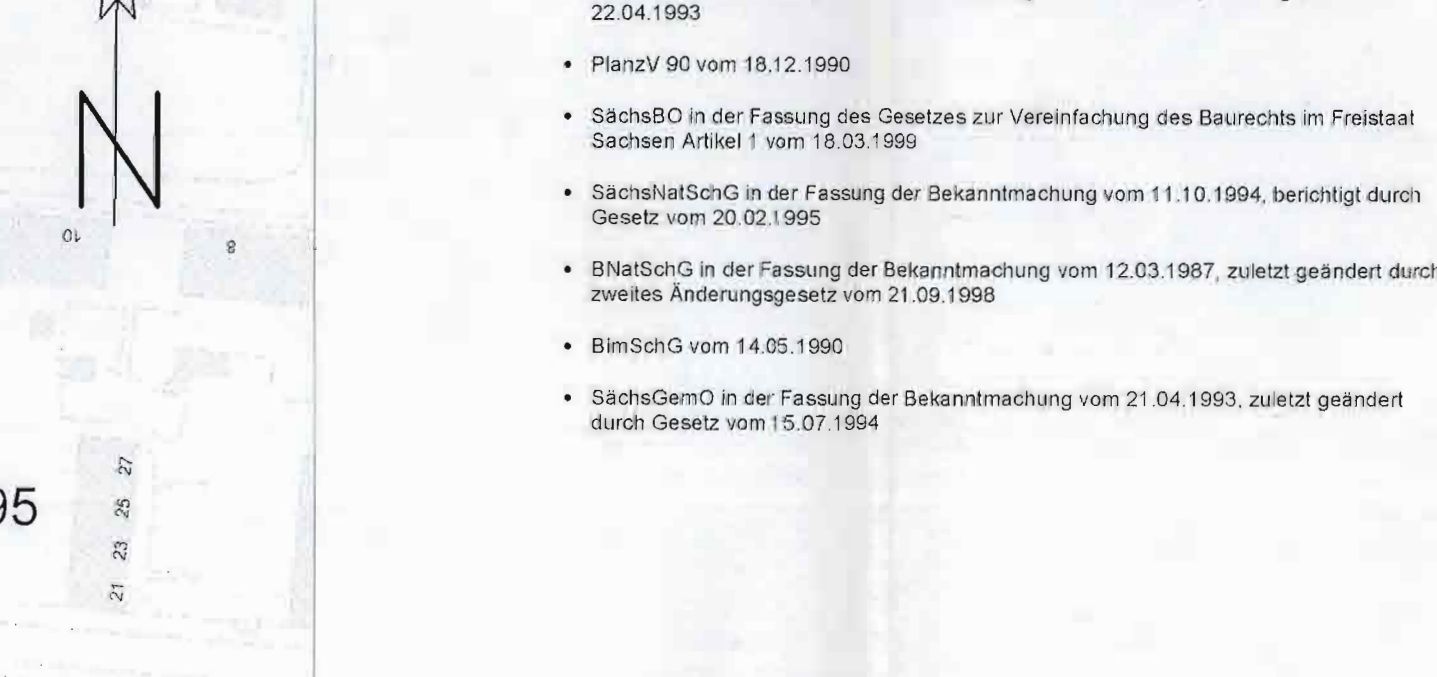 22.04.1993
• PlanzV 90 vom 18.12.1990
• SächsBO in der Fassung des Gesetzes zur Vereinfachung des Baurechts im Freistaat
Sachsen Artikel 1 vom 18.03.1999
• SächsNatSchG in der Fassung der Bekanntmachung vom 11.10.1994, berichtigt durch
Gesetz vom 20.02.1995
• BNatSchG in der Fassung der Bekanntmachung vom 12.03.1987, zuletzt geändert durch
zweites Änderungsgesetz vom 21.09.1998
• BimSchG vom 14.05.1990
• SächsGemO in der Fassung der Bekanntmachung vom 21.04.1993, zuletzt geändert
durch Gesetz vom 15.07.1994
N
10
8
27
25
23
21
95